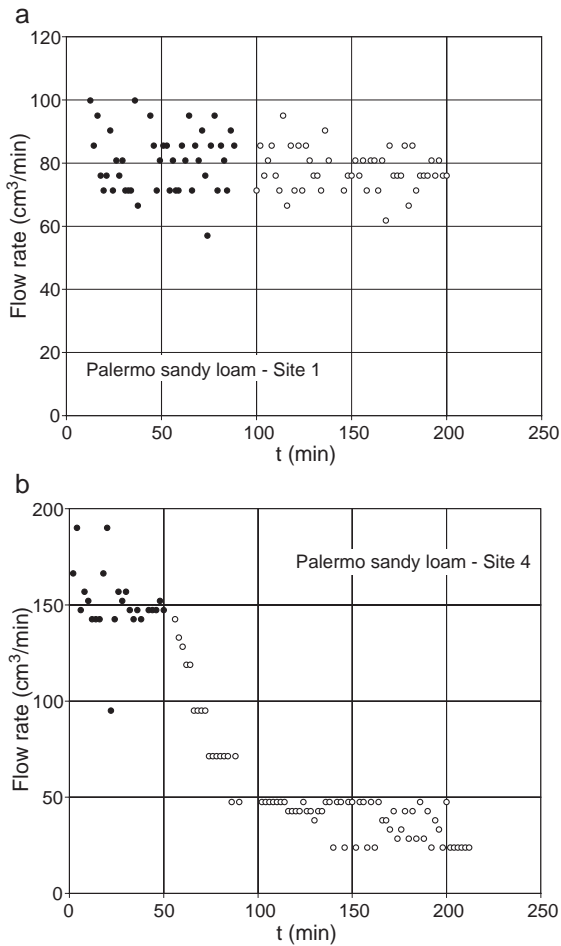 a
120
100
80
60
40
20
0
Flow rate (cm³/min)
Palermo sandy loam - Site 1
0 50 100 150 200 250
t (min)
b
200
150
100
50
0
Flow rate (cm³/min)
Palermo sandy loam - Site 4
0 50 100 150 200 250
t (min)